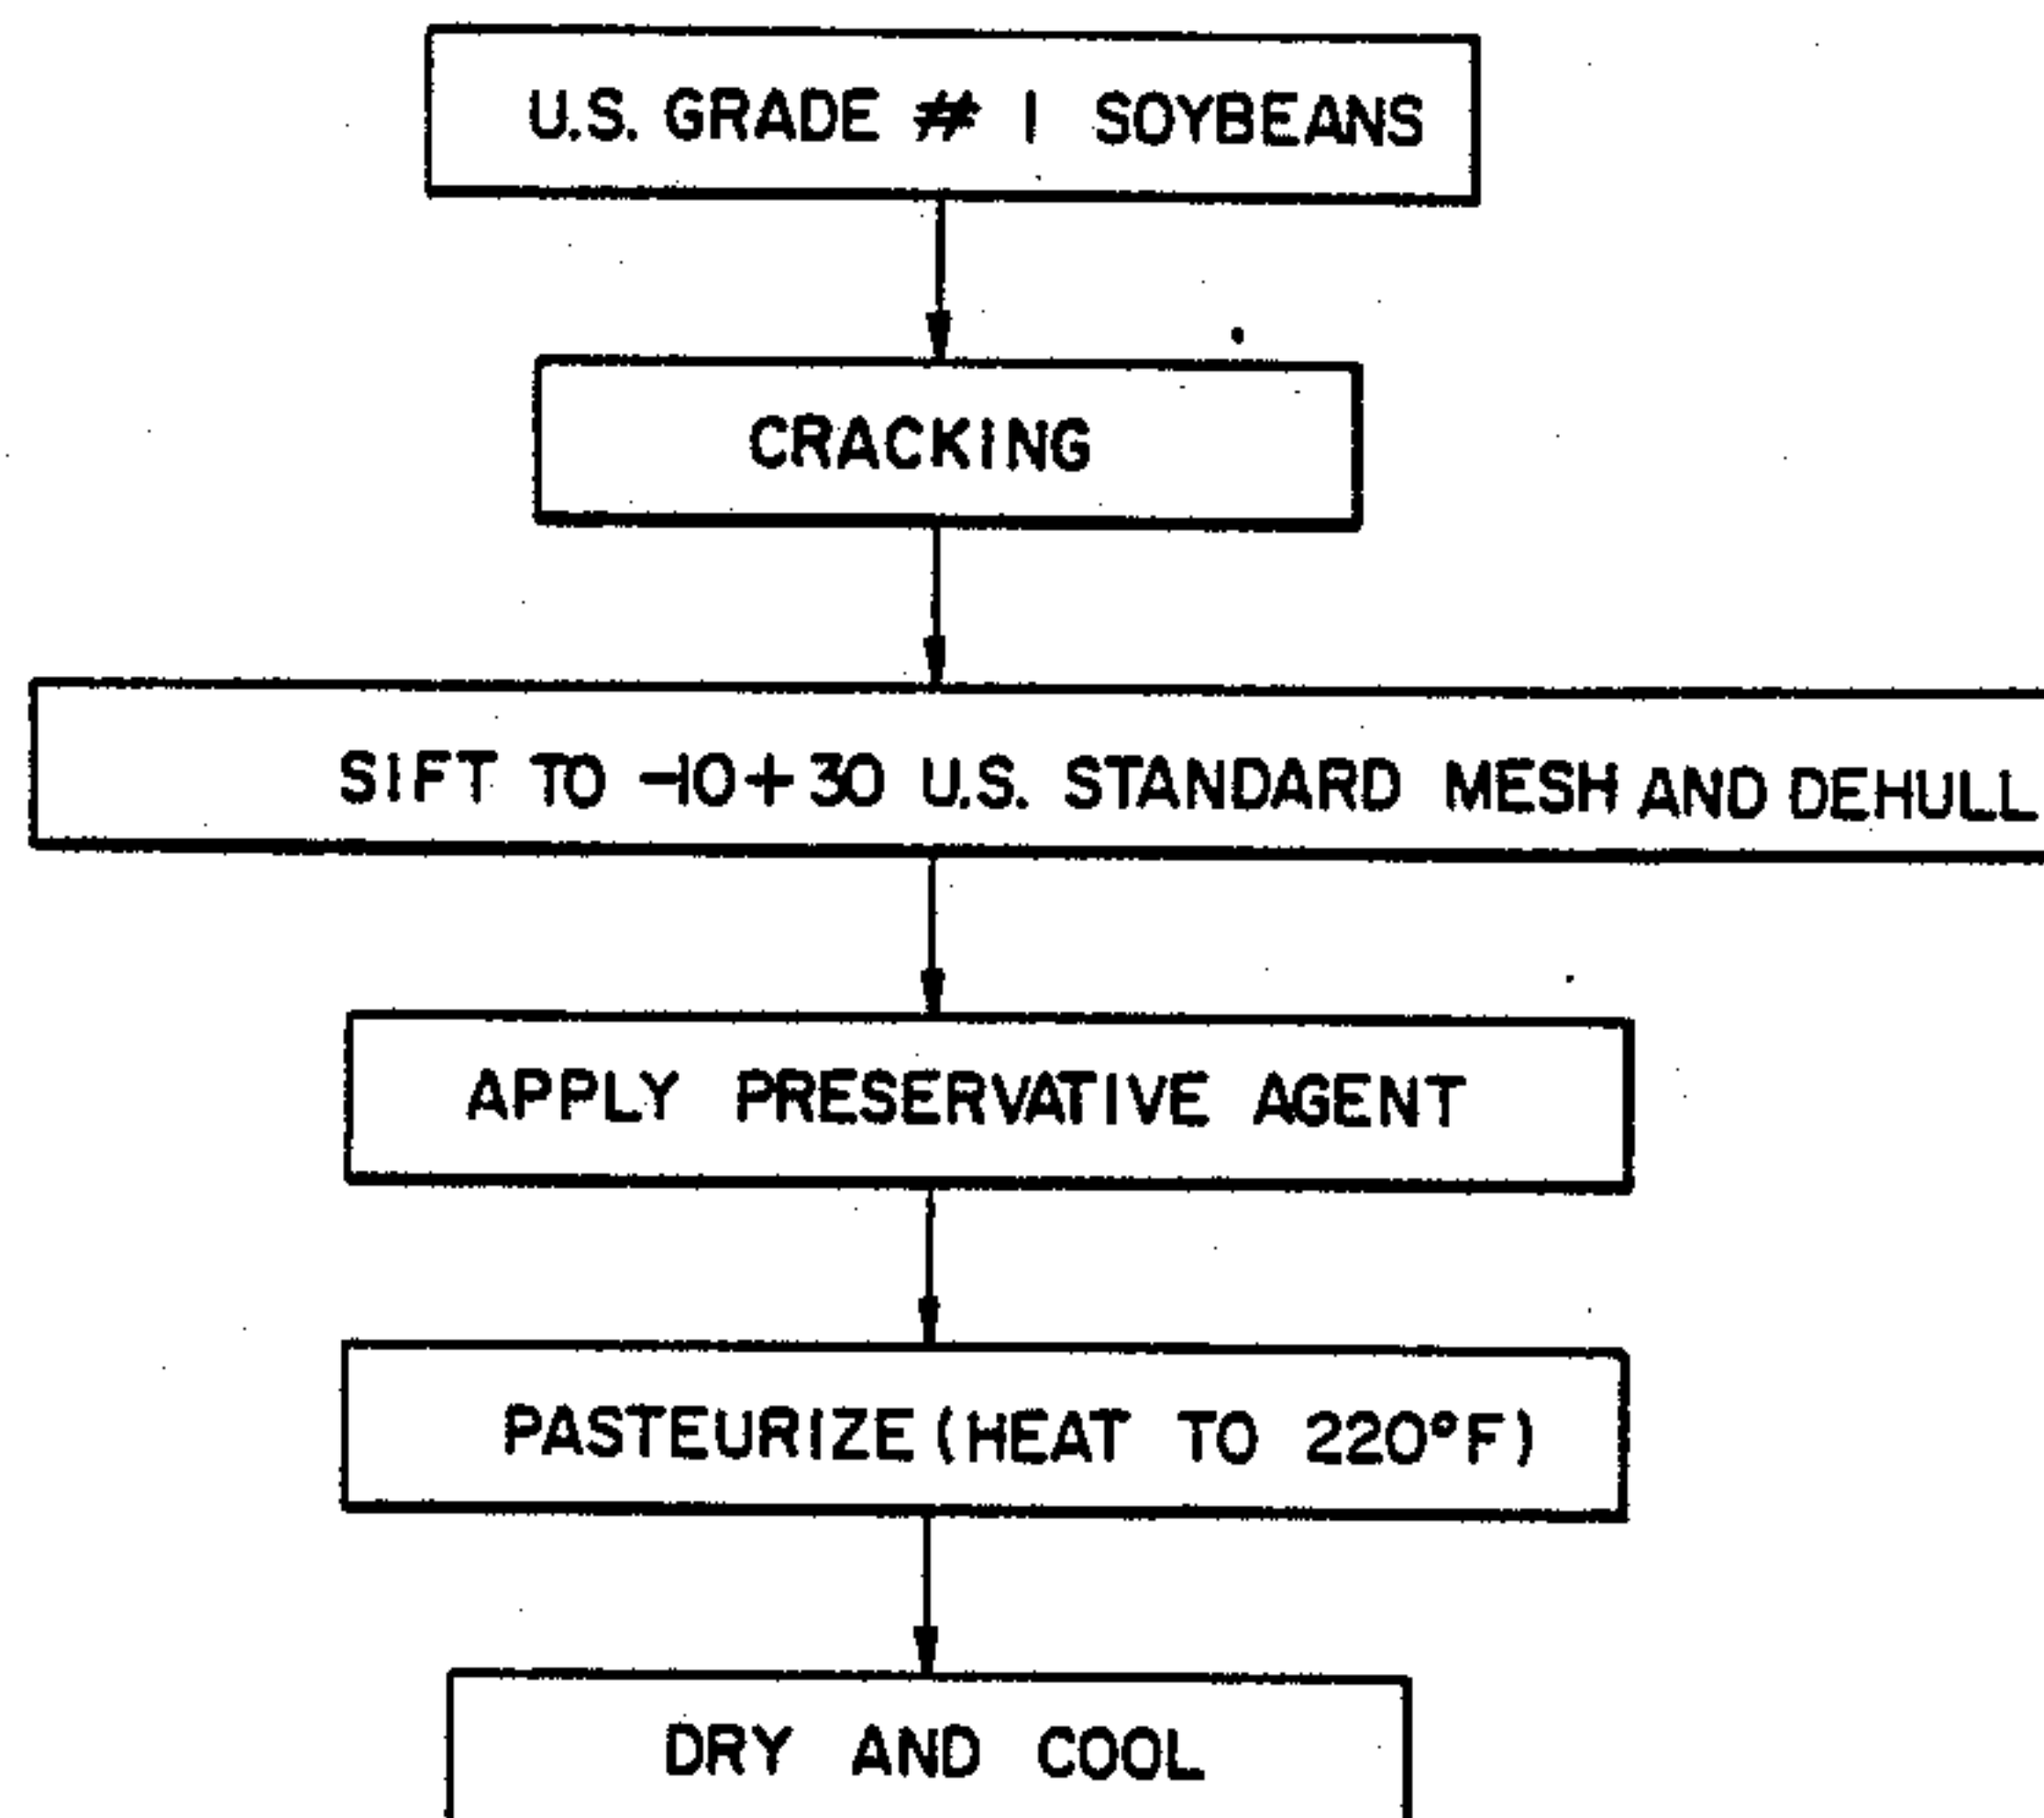 U.S. GRADE # 1 SOYBEANS
CRACKING
SIFT TO -10+30 U.S. STANDARD MESH AND DEHULL
APPLY PRESERVATIVE AGENT
PASTEURIZE (HEAT TO 220°F)
DRY AND COOL